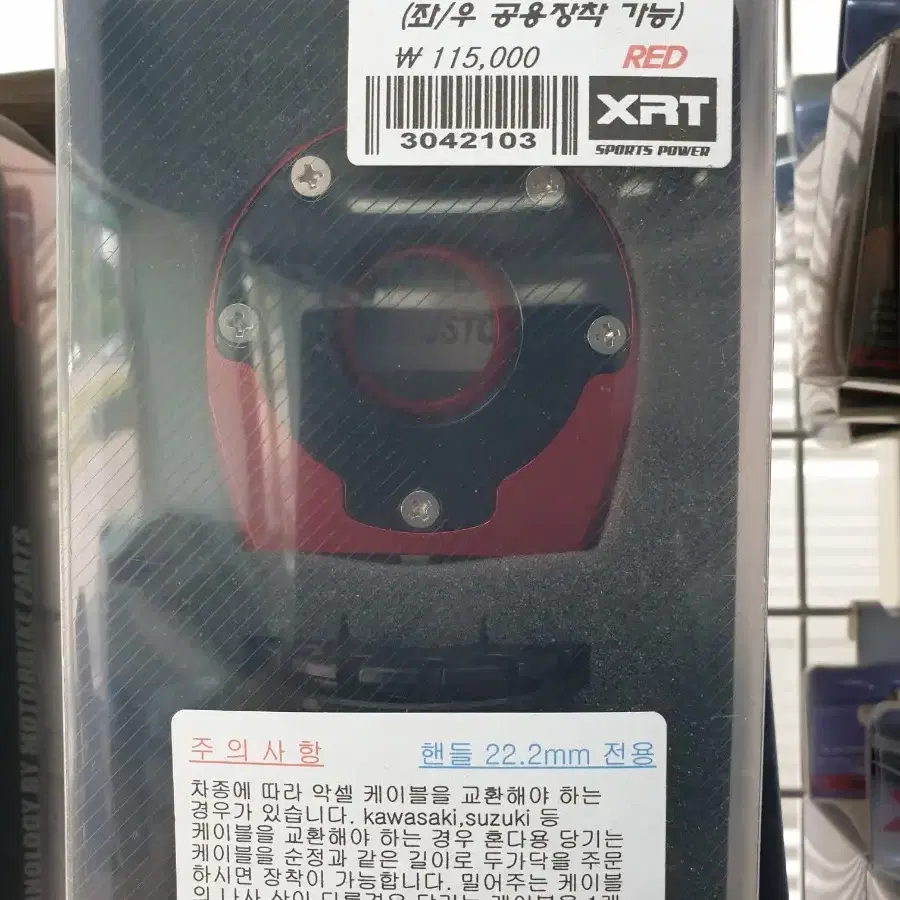 (좌/우 공용장착 가능)
₩ 115,000 RED
3042103
XRT
SPORTS POWER
주의사항 핸들 22.2mm 전용
차종에 따라 악셀 케이블을 교환해야 하는
경우가 있습니다. kawasaki,suzuki 등
케이블을 교환해야 하는 경우 혼다용 당기는
케이블을 순정과 같은 길이로 두가닥을 주문
하시면 장착이 가능합니다. 밀어주는 케이블
BY MOTORBIKE PARTS